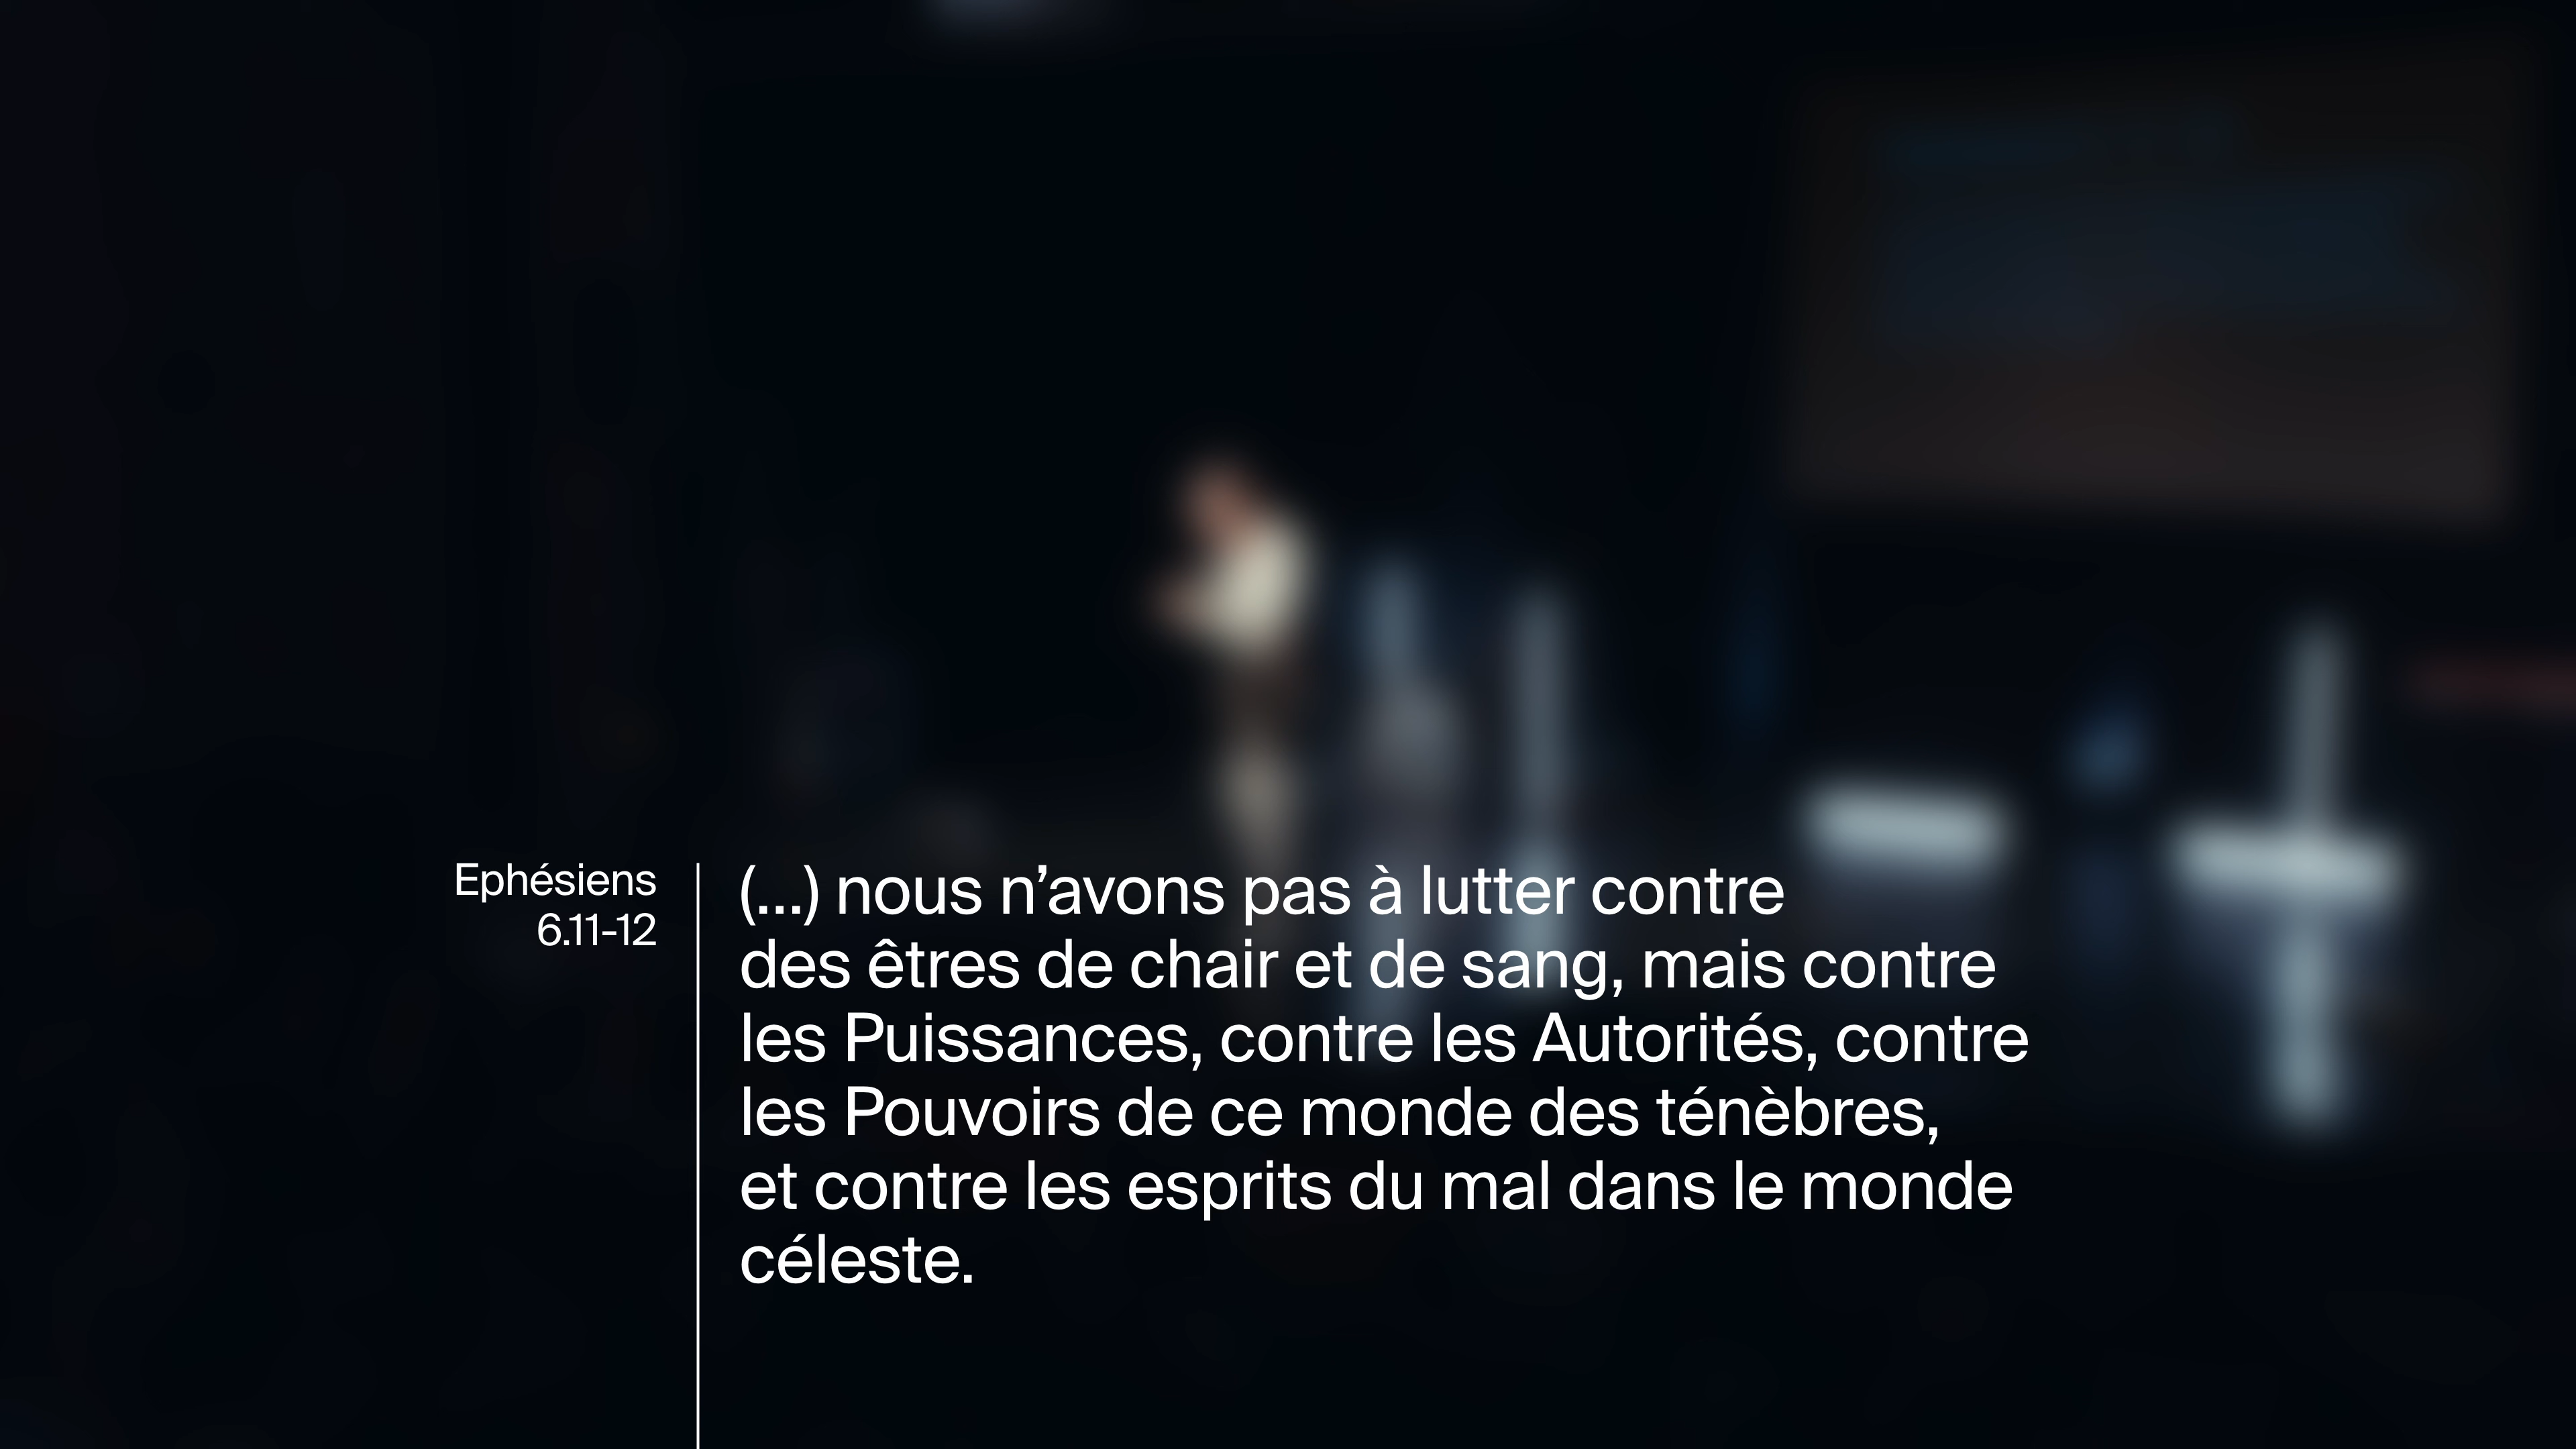 Ephésiens
6.11-12
(...) nous n’avons pas à lutter contre
des êtres de chair et de sang, mais contre
les Puissances, contre les Autorités, contre
les Pouvoirs de ce monde des ténèbres,
et contre les esprits du mal dans le monde
céleste.